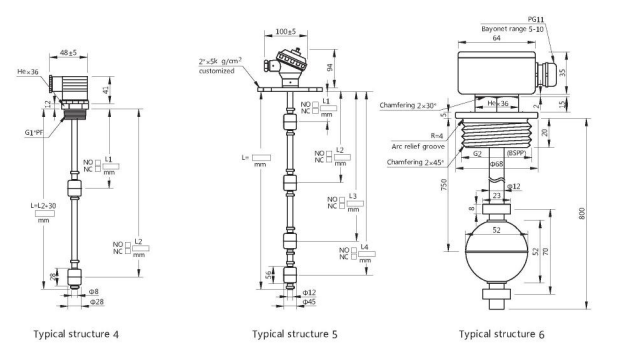 48±5
He×36
41
12
G1"PF
NO
NC
L1
mm
L=L2+30
mm
NO
NC
L2
mm
28
Φ8
Φ28
Typical structure 4
100±5
2"×5k g/cm²
customized
94
NO
NC
L1
mm
NO
NC
L2
mm
L=
mm
NO
NC
L3
mm
NO
NC
L4
mm
56
Φ12
Φ45
Typical structure 5
PG11
Bayonet range 5-10
64
35
Chamfering 2×30°
He×36
2
15
5
R=4
Arc relief groove
20
Chamfering 2×45°
G2 (BSPP)
Φ68
750
Φ12
23
8
800
52
52
70
Typical structure 6